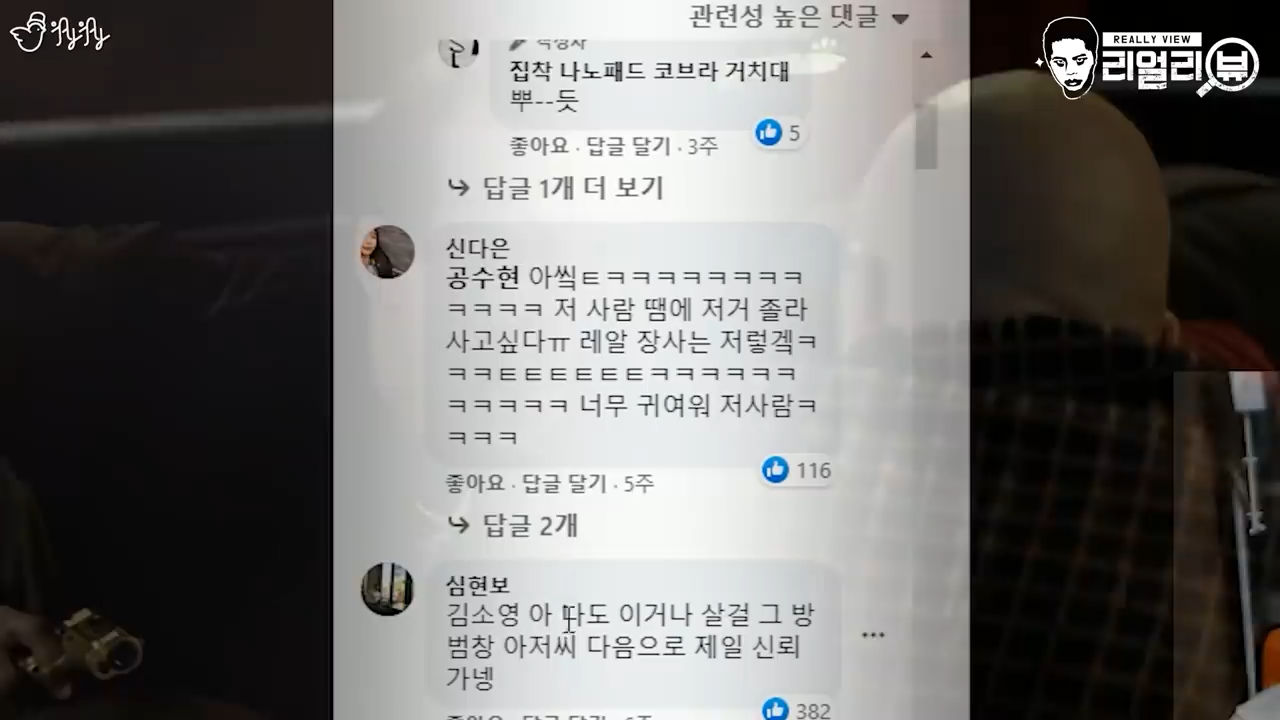 관련성 높은 댓글
REALLY VIEW
리얼리뷰
작성자
집착 나노패드 코브라 거치대
뿌--듯
좋아요 · 답글 달기 · 3주
5
답글 1개 더 보기
신다은
공수현 아씤ㅌㅋㅋㅋㅋㅋㅋㅋㅋ
ㅋㅋㅋㅋ 저 사람 땜에 저거 졸라
사고싶다ㅠ 레알 장사는 저렇겤ㅋ
ㅋㅋㅌㅌㅌㅌㅌㅌㅋㅋㅋㅋㅋㅋ
ㅋㅋㅋㅋㅋ 너무 귀여워 저사람ㅋ
ㅋㅋㅋ
116
좋아요 · 답글 달기 · 5주
답글 2개
심현보
김소영 아 도 이거나 살걸 그 방
범창 아저씨 다음으로 제일 신뢰
가넹
382